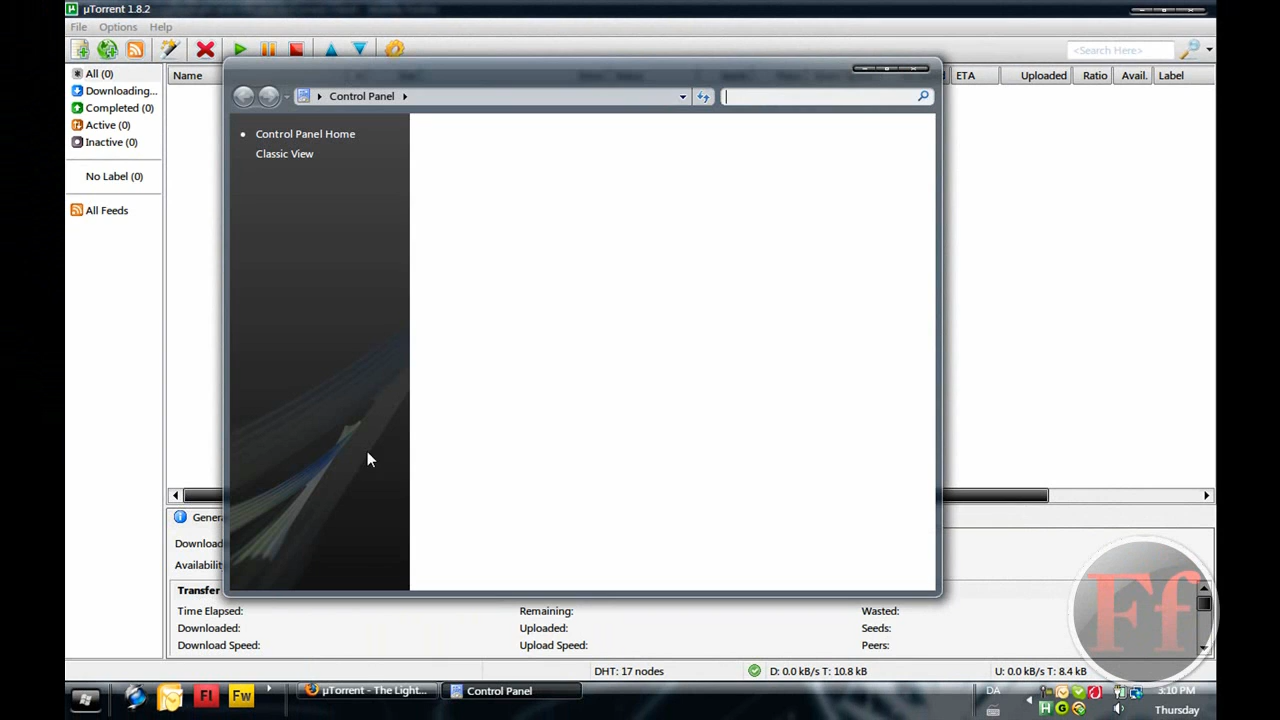 µTorrent 1.8.2
File Options Help
<Search Here>
All (0)
Downloading...
Completed (0)
Active (0)
Inactive (0)
No Label (0)
All Feeds
Name
ETA Uploaded Ratio Avail. Label
Control Panel
Control Panel Home
Classic View
Gener
Download
Availabilit
Transfer
Time Elapsed: Remaining: Wasted:
Downloaded: Uploaded: Seeds:
Download Speed: Upload Speed: Peers:
DHT: 17 nodes D: 0.0 kB/s T: 10.8 kB U: 0.0 kB/s T: 8.4 kB
Ff
Fl Fw µTorrent - The Light... Control Panel DA 3:10 PM
Thursday